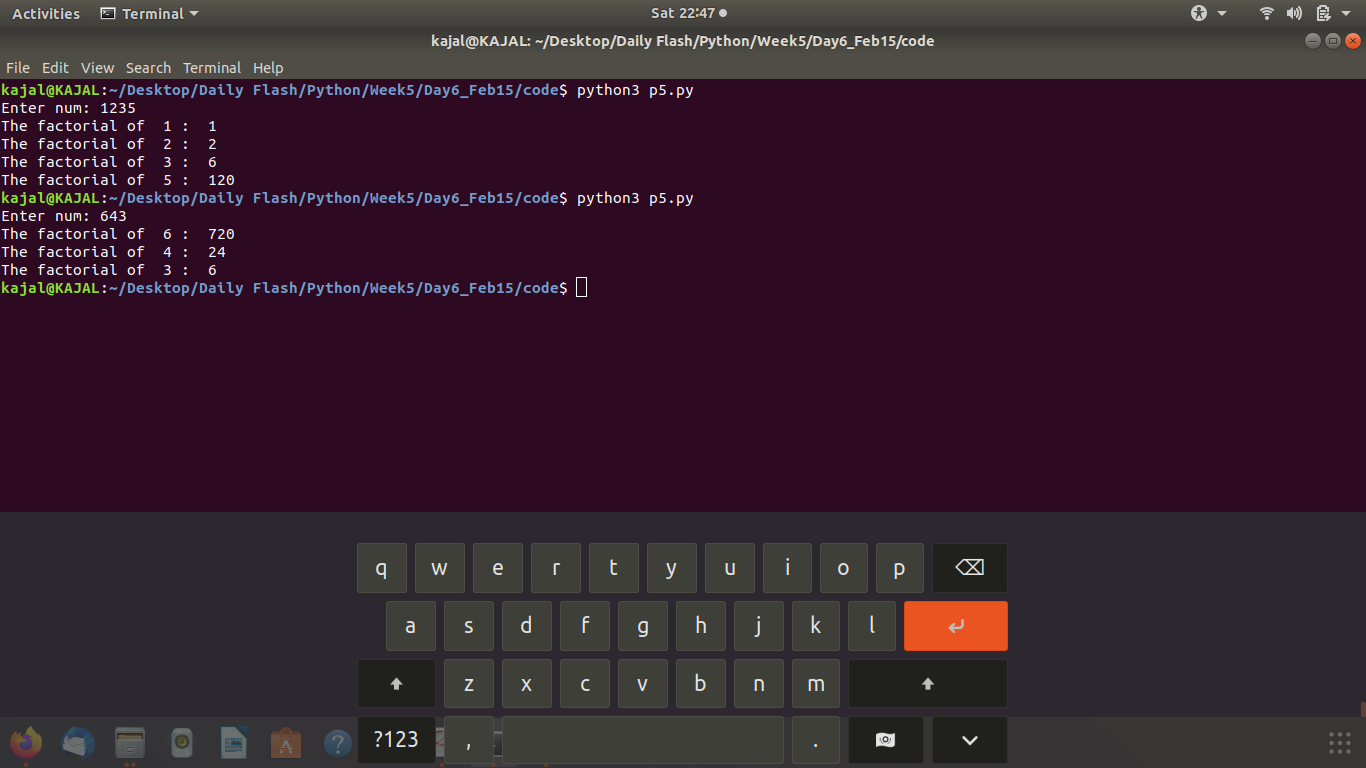 Activities Terminal Sat 22:47
kajal@KAJAL: ~/Desktop/Daily Flash/Python/Week5/Day6_Feb15/code
File Edit View Search Terminal Help
kajal@KAJAL:~/Desktop/Daily Flash/Python/Week5/Day6_Feb15/code$ python3 p5.py
Enter num: 1235
The factorial of  1 :  1
The factorial of  2 :  2
The factorial of  3 :  6
The factorial of  5 :  120
kajal@KAJAL:~/Desktop/Daily Flash/Python/Week5/Day6_Feb15/code$ python3 p5.py
Enter num: 643
The factorial of  6 :  720
The factorial of  4 :  24
The factorial of  3 :  6
kajal@KAJAL:~/Desktop/Daily Flash/Python/Week5/Day6_Feb15/code$
q w e r t y u i o p
a s d f g h j k l
z x c v b n m
?123 , .